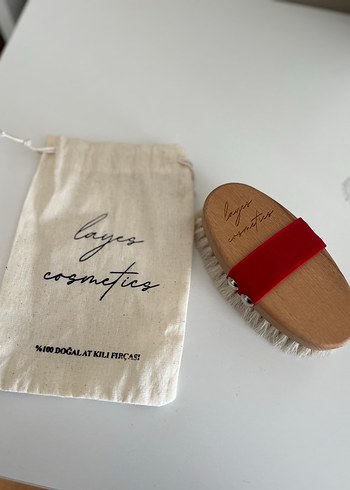 layes
cosmetics
%100 DOĞAL AT KILI FIRÇASI
layes
cosmetics